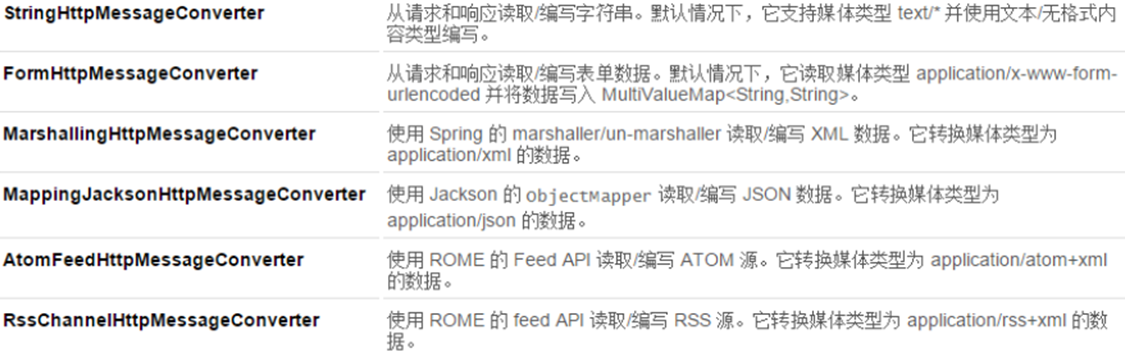 StringHttpMessageConverter
从请求和响应读取/编写字符串。默认情况下，它支持媒体类型 text/* 并使用文本/无格式内
容类型编写。
FormHttpMessageConverter
从请求和响应读取/编写表单数据。默认情况下，它读取媒体类型 application/x-www-form-
urlencoded 并将数据写入 MultiValueMap<String,String>。
MarshallingHttpMessageConverter
使用 Spring 的 marshaller/un-marshaller 读取/编写 XML 数据。它转换媒体类型为
application/xml 的数据。
MappingJacksonHttpMessageConverter
使用 Jackson 的 ObjectMapper 读取/编写 JSON 数据。它转换媒体类型为
application/json 的数据。
AtomFeedHttpMessageConverter
使用 ROME 的 Feed API 读取/编写 ATOM 源。它转换媒体类型为 application/atom+xml
的数据。
RssChannelHttpMessageConverter
使用 ROME 的 feed API 读取/编写 RSS 源。它转换媒体类型为 application/rss+xml 的数
据。